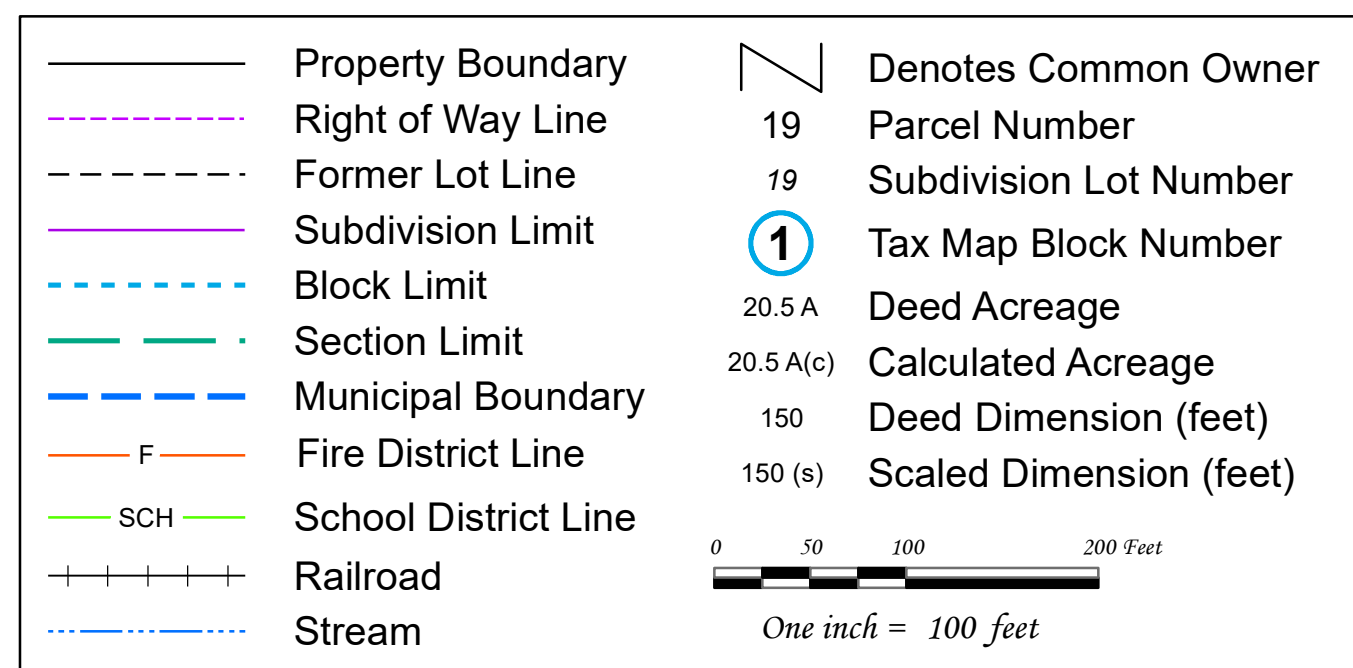 Property Boundary
Right of Way Line
Former Lot Line
Subdivision Limit
Block Limit
Section Limit
Municipal Boundary
F Fire District Line
SCH School District Line
Railroad
Stream
Denotes Common Owner
19 Parcel Number
19 Subdivision Lot Number
1 Tax Map Block Number
20.5 A Deed Acreage
20.5 A(c) Calculated Acreage
150 Deed Dimension (feet)
150 (s) Scaled Dimension (feet)
0 50 100 200 Feet
One inch = 100 feet